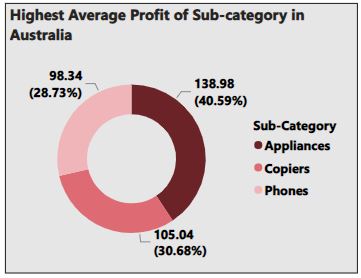 Highest Average Profit of Sub-category in
Australia
98.34
(28.73%)
138.98
(40.59%)
Sub-Category
Appliances
Copiers
Phones
105.04
(30.68%)